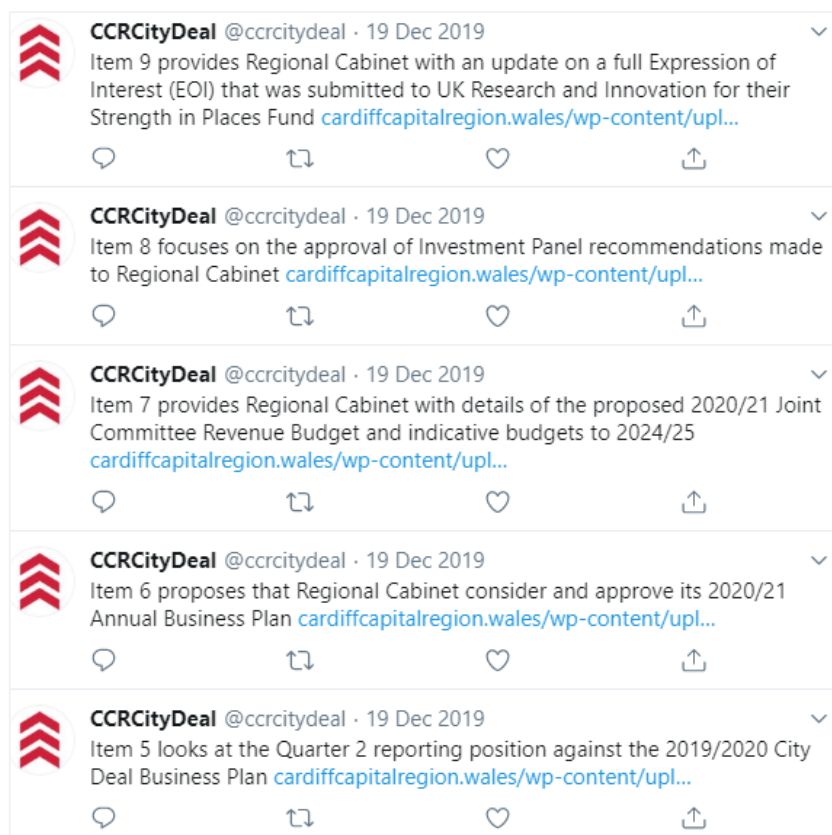 CCRCityDeal @ccrcitydeal · 19 Dec 2019
Item 9 provides Regional Cabinet with an update on a full Expression of
Interest (EOI) that was submitted to UK Research and Innovation for their
Strength in Places Fund cardiffcapitalregion.wales/wp-content/upl...
CCRCityDeal @ccrcitydeal · 19 Dec 2019
Item 8 focuses on the approval of Investment Panel recommendations made
to Regional Cabinet cardiffcapitalregion.wales/wp-content/upl...
CCRCityDeal @ccrcitydeal · 19 Dec 2019
Item 7 provides Regional Cabinet with details of the proposed 2020/21 Joint
Committee Revenue Budget and indicative budgets to 2024/25
cardiffcapitalregion.wales/wp-content/upl...
CCRCityDeal @ccrcitydeal · 19 Dec 2019
Item 6 proposes that Regional Cabinet consider and approve its 2020/21
Annual Business Plan cardiffcapitalregion.wales/wp-content/upl...
CCRCityDeal @ccrcitydeal · 19 Dec 2019
Item 5 looks at the Quarter 2 reporting position against the 2019/2020 City
Deal Business Plan cardiffcapitalregion.wales/wp-content/upl...